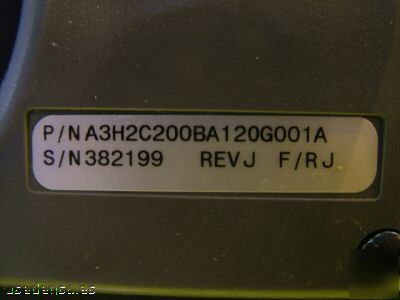 P/NA3H2C200BA120G001A
S/N382199 REVJ F/RJ